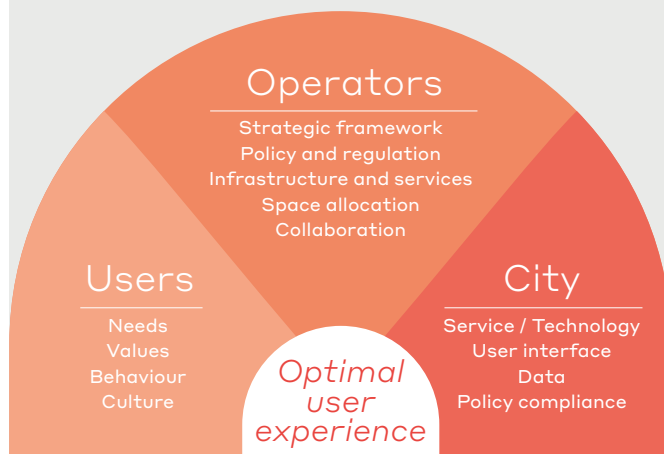 Operators
Strategic framework
Policy and regulation
Infrastructure and services
Space allocation
Collaboration
Users
Needs
Values
Behaviour
Culture
City
Service / Technology
User interface
Data
Policy compliance
Optimal
user
experience